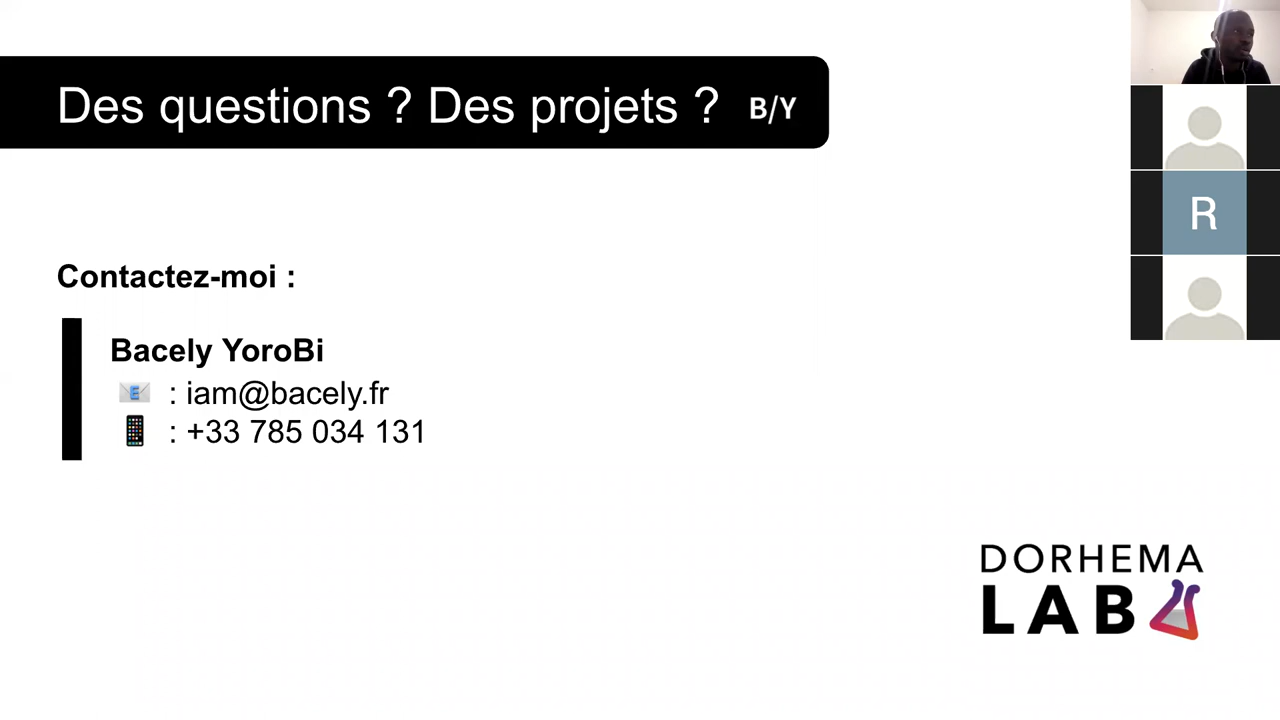 Des questions ? Des projets ? B/Y
R
Contactez-moi :
Bacely YoroBi
: iam@bacely.fr
: +33 785 034 131
DORHEMA
LAB